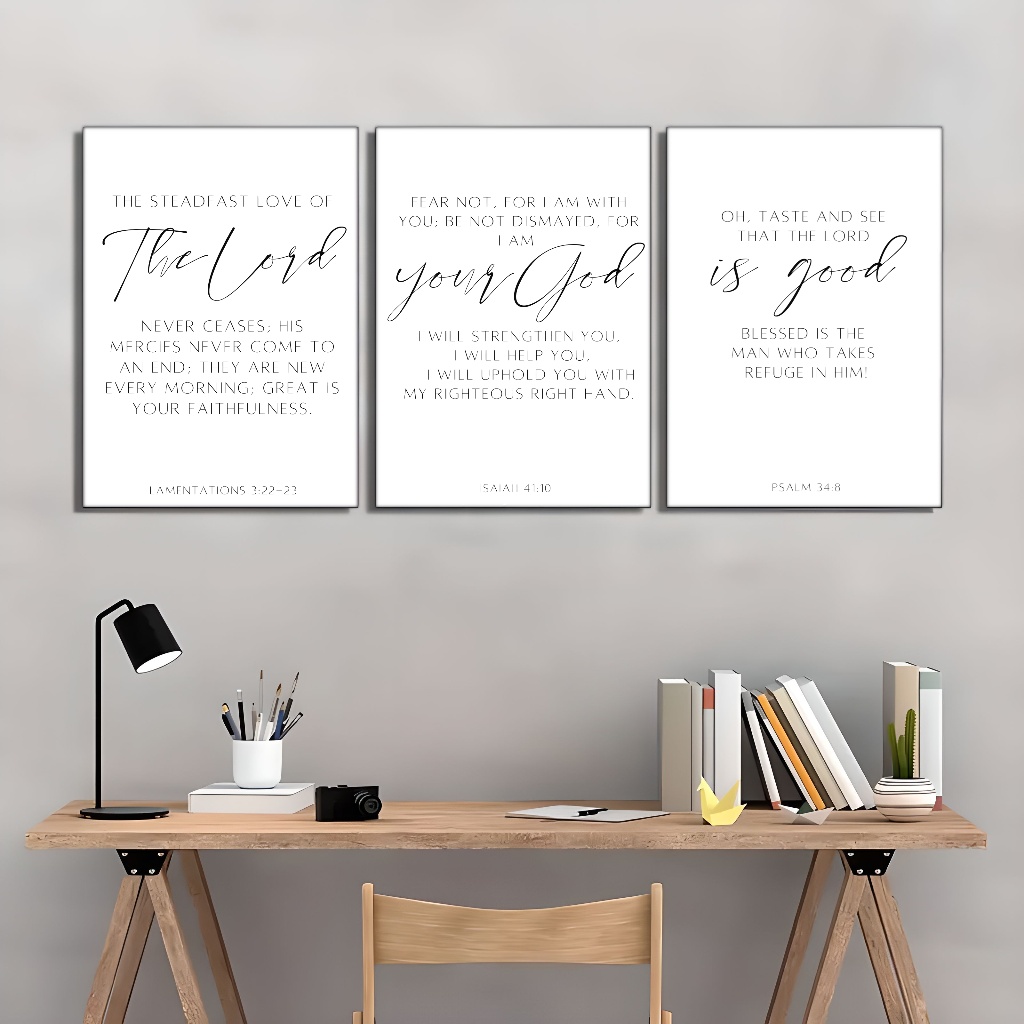 THE STEADFAST LOVE OF
The Lord
NEVER CEASES; HIS
MERCIES NEVER COME TO
AN END; THEY ARE NEW
EVERY MORNING; GREAT IS
YOUR FAITHFULNESS.
LAMENTATIONS 3:22-23
FEAR NOT, FOR I AM WITH
YOU; BE NOT DISMAYED, FOR
I AM
your God
I WILL STRENGTHEN YOU,
I WILL HELP YOU,
I WILL UPHOLD YOU WITH
MY RIGHTEOUS RIGHT HAND.
ISAIAH 41:10
OH, TASTE AND SEE
THAT THE LORD
is good
BLESSED IS THE
MAN WHO TAKES
REFUGE IN HIM!
PSALM 34:8